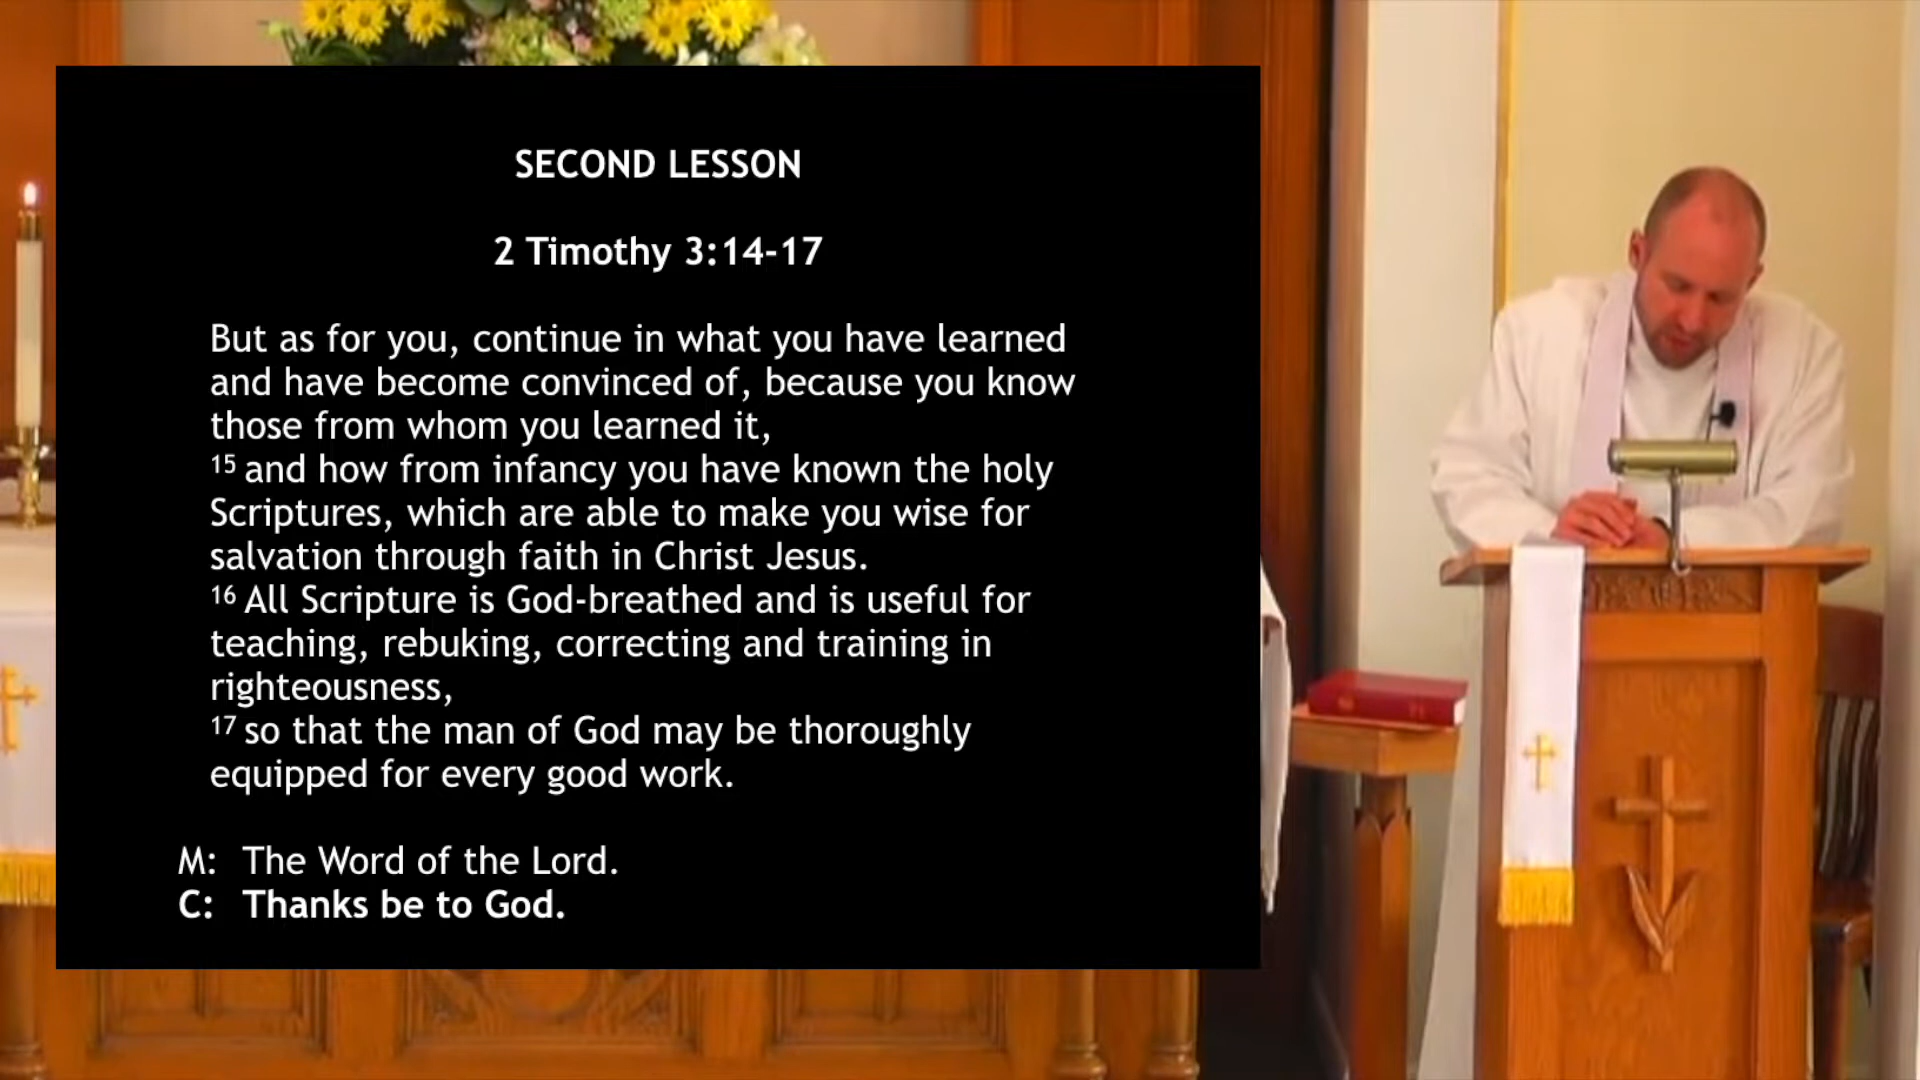 SECOND LESSON
2 Timothy 3:14-17
But as for you, continue in what you have learned
and have become convinced of, because you know
those from whom you learned it,
15 and how from infancy you have known the holy
Scriptures, which are able to make you wise for
salvation through faith in Christ Jesus.
16 All Scripture is God-breathed and is useful for
teaching, rebuking, correcting and training in
righteousness,
17 so that the man of God may be thoroughly
equipped for every good work.
M: The Word of the Lord.
C: Thanks be to God.